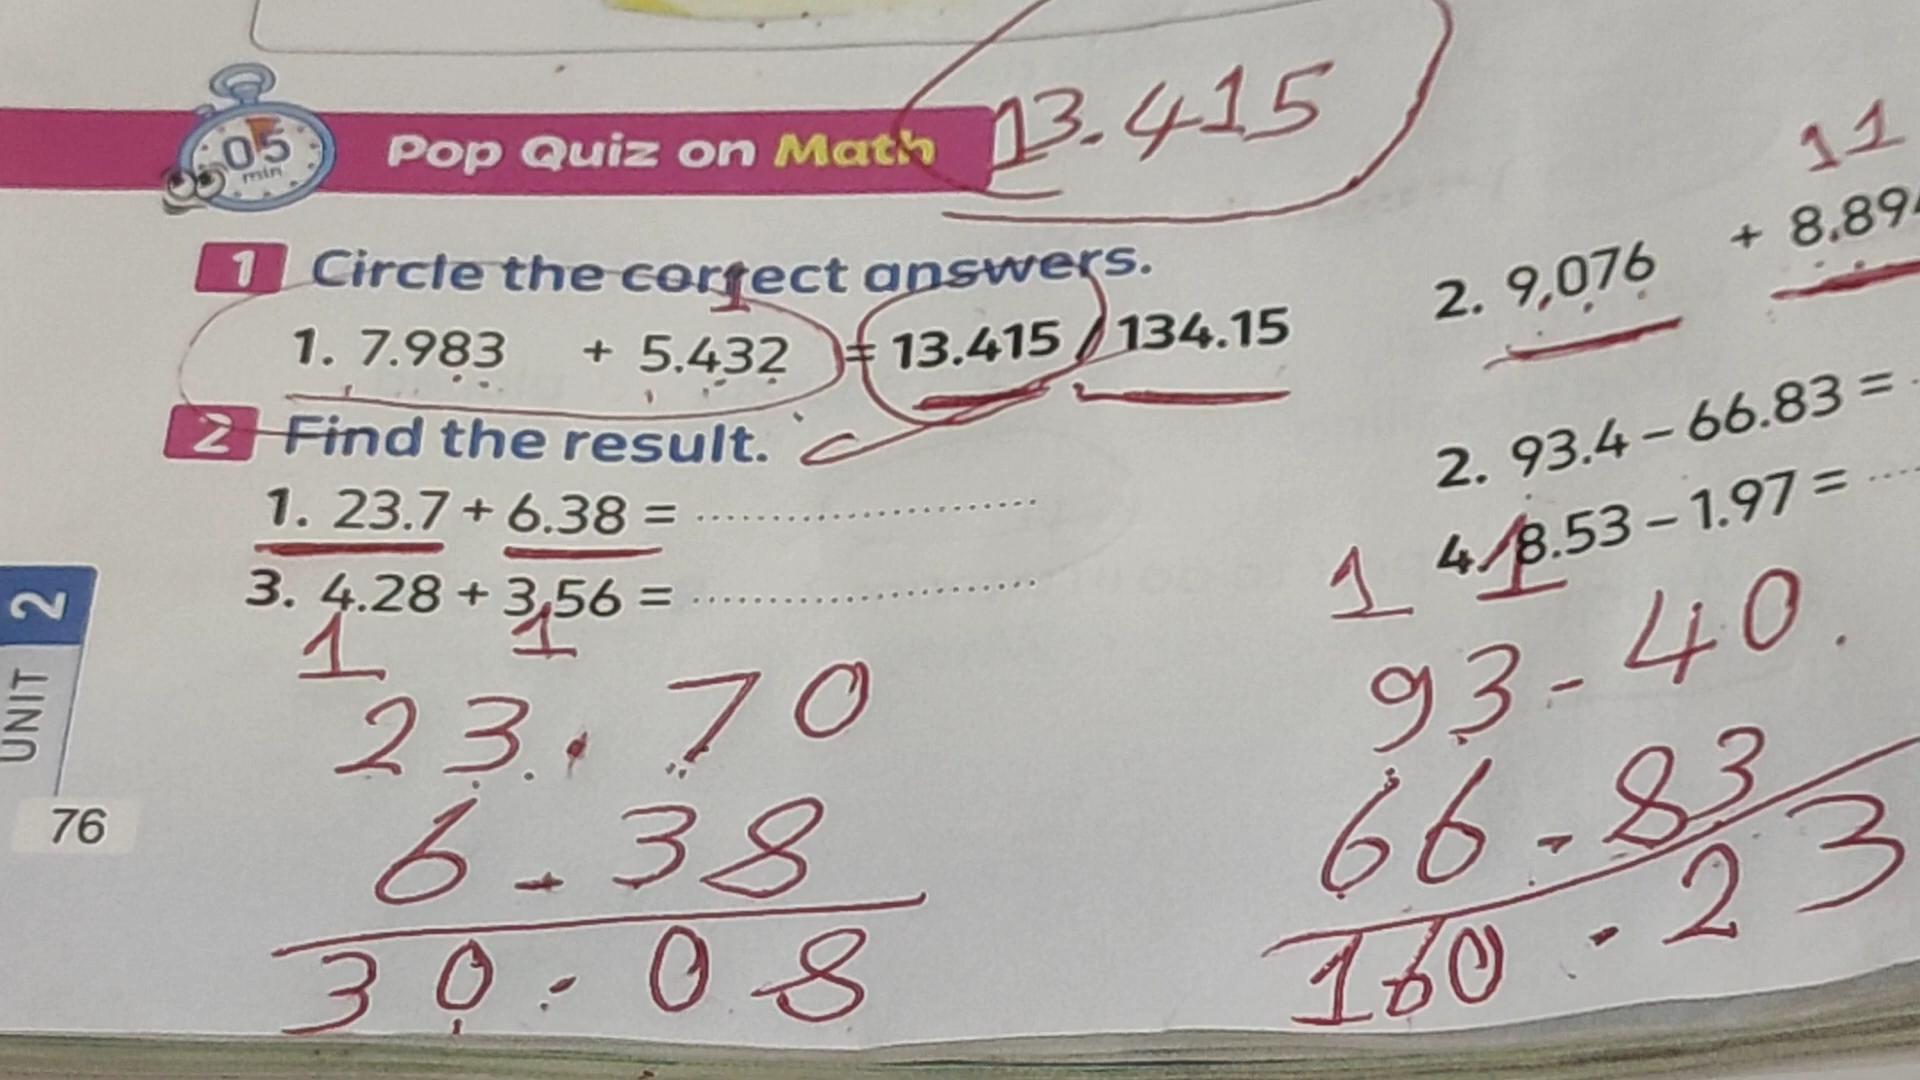 13.415
05
min
Pop Quiz on Math
1 1
1 Circle the correct answers.
1
1. 7.983 + 5.432 = 13.415 / 134.15
2. 9,076 + 8.89
2 Find the result.
1. 23.7 + 6.38 = ....................
2. 93.4 – 66.83 =
3. 4.28 + 3.56 = ....................
4. 8.53 – 1.97 = ....
1 1
23.70
6.38
30.08
1 1
93.40
66.83
160.23
UNIT 2
76